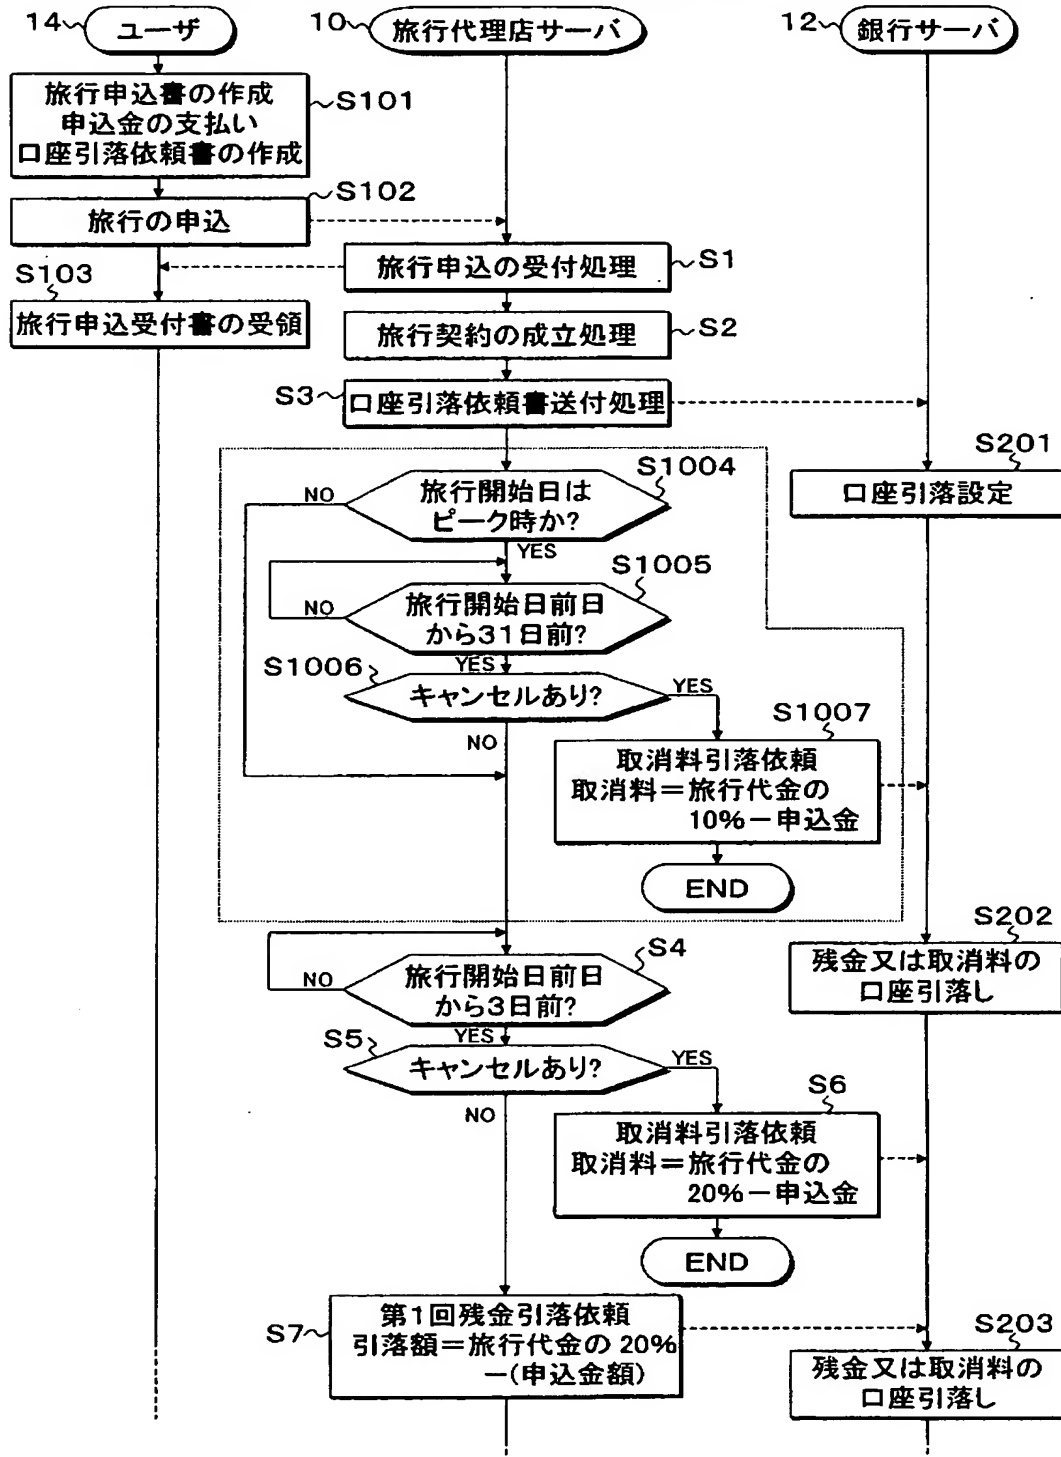 14
ユーザ
10
旅行代理店サーバ
12
銀行サーバ
旅行申込書の作成
申込金の支払い
口座引落依頼書の作成
S101
S102
旅行の申込
旅行申込の受付処理
S1
S103
旅行申込受付書の受領
旅行契約の成立処理
S2
S3
口座引落依頼書送付処理
S201
口座引落設定
S1004
旅行開始日は
ピーク時か?
NO
YES
S1005
旅行開始日前日
から31日前?
NO
YES
S1006
キャンセルあり?
YES
NO
S1007
取消料引落依頼
取消料=旅行代金の
10%-申込金
END
S202
残金又は取消料の
口座引落し
S4
旅行開始日前日
から3日前?
NO
YES
S5
キャンセルあり?
YES
NO
S6
取消料引落依頼
取消料=旅行代金の
20%-申込金
END
S7
第1回残金引落依頼
引落額=旅行代金の20%
-(申込金額)
S203
残金又は取消料の
口座引落し